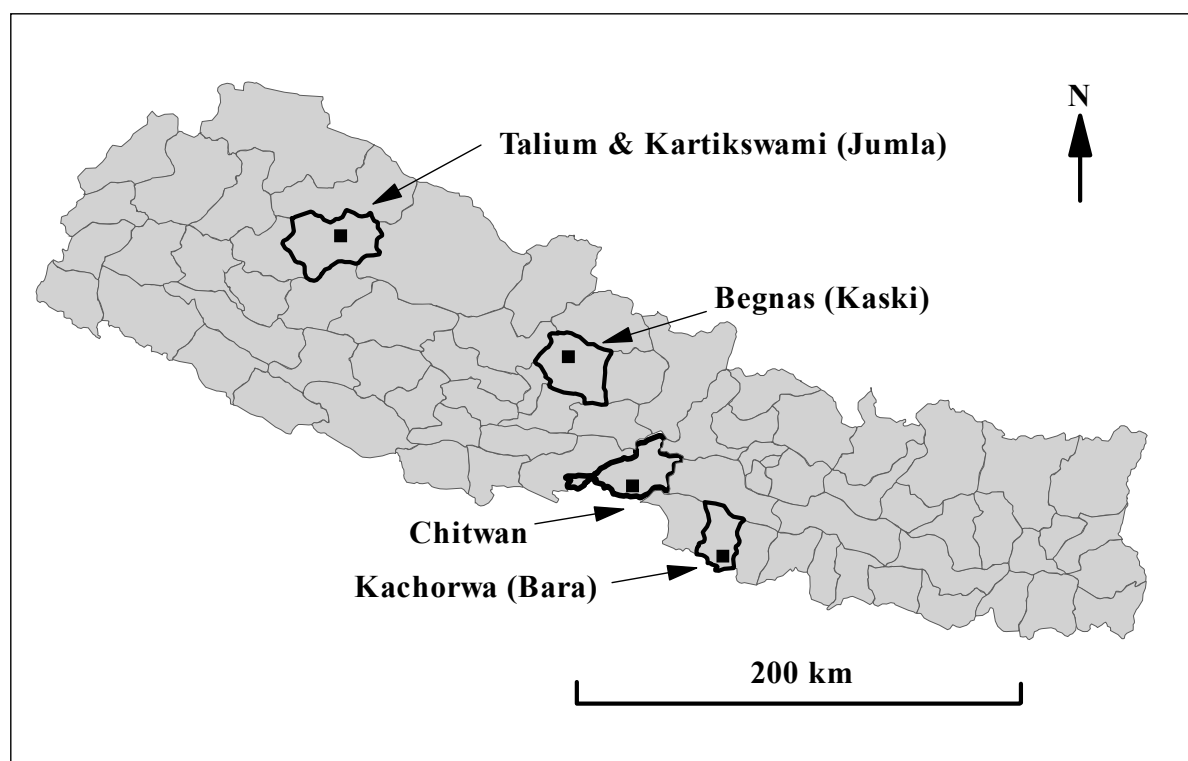 N
Talium & Kartikswami (Jumla)
Begnas (Kaski)
Chitwan
Kachorwa (Bara)
200 km